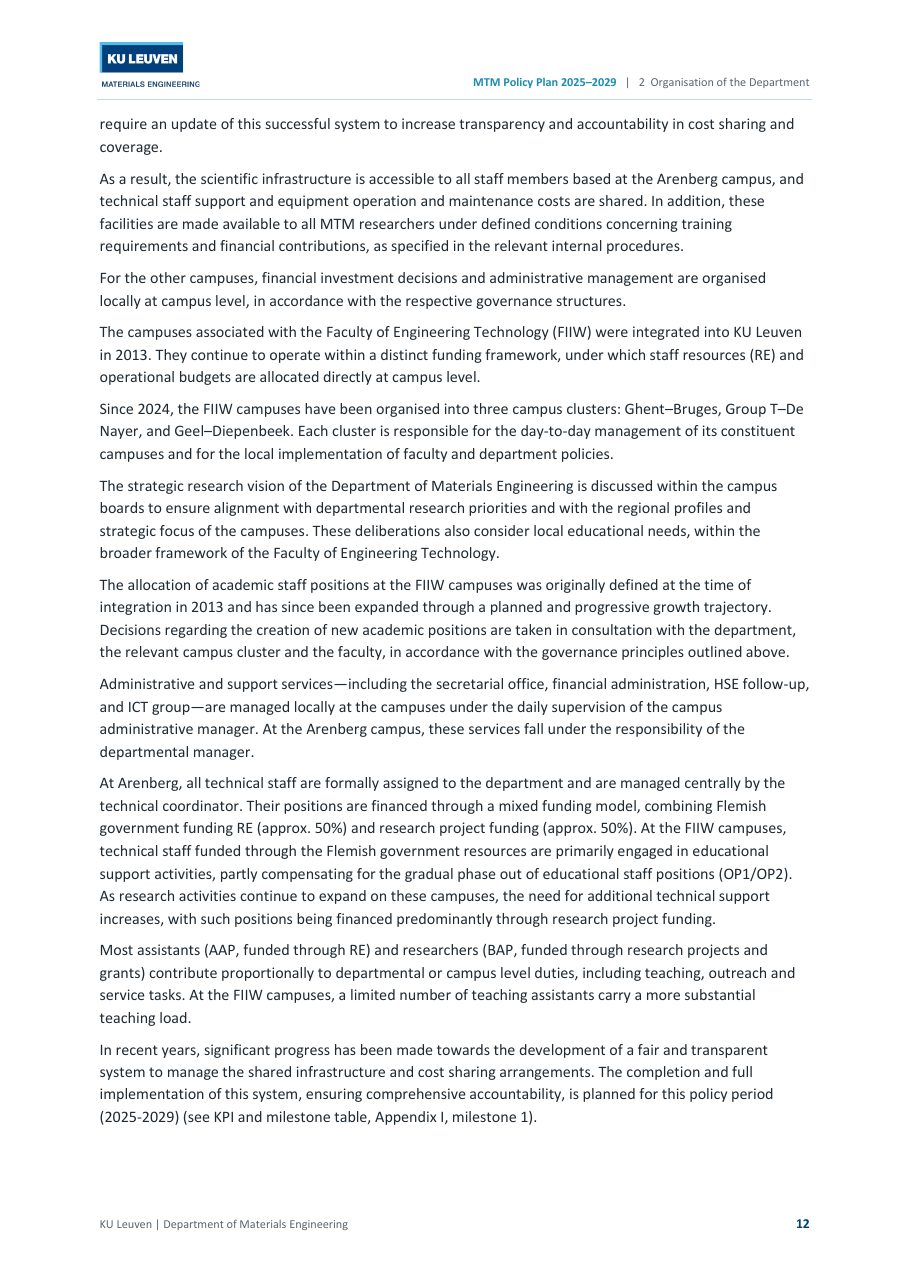 KU LEUVEN
MATERIALS ENGINEERING
MTM Policy Plan 2025–2029 | 2 Organisation of the Department
require an update of this successful system to increase transparency and accountability in cost sharing and
coverage.
As a result, the scientific infrastructure is accessible to all staff members based at the Arenberg campus, and
technical staff support and equipment operation and maintenance costs are shared. In addition, these
facilities are made available to all MTM researchers under defined conditions concerning training
requirements and financial contributions, as specified in the relevant internal procedures.
For the other campuses, financial investment decisions and administrative management are organised
locally at campus level, in accordance with the respective governance structures.
The campuses associated with the Faculty of Engineering Technology (FIIW) were integrated into KU Leuven
in 2013. They continue to operate within a distinct funding framework, under which staff resources (RE) and
operational budgets are allocated directly at campus level.
Since 2024, the FIIW campuses have been organised into three campus clusters: Ghent–Bruges, Group T–De
Nayer, and Geel–Diepenbeek. Each cluster is responsible for the day-to-day management of its constituent
campuses and for the local implementation of faculty and department policies.
The strategic research vision of the Department of Materials Engineering is discussed within the campus
boards to ensure alignment with departmental research priorities and with the regional profiles and
strategic focus of the campuses. These deliberations also consider local educational needs, within the
broader framework of the Faculty of Engineering Technology.
The allocation of academic staff positions at the FIIW campuses was originally defined at the time of
integration in 2013 and has since been expanded through a planned and progressive growth trajectory.
Decisions regarding the creation of new academic positions are taken in consultation with the department,
the relevant campus cluster and the faculty, in accordance with the governance principles outlined above.
Administrative and support services—including the secretarial office, financial administration, HSE follow-up,
and ICT group—are managed locally at the campuses under the daily supervision of the campus
administrative manager. At the Arenberg campus, these services fall under the responsibility of the
departmental manager.
At Arenberg, all technical staff are formally assigned to the department and are managed centrally by the
technical coordinator. Their positions are financed through a mixed funding model, combining Flemish
government funding RE (approx. 50%) and research project funding (approx. 50%). At the FIIW campuses,
technical staff funded through the Flemish government resources are primarily engaged in educational
support activities, partly compensating for the gradual phase out of educational staff positions (OP1/OP2).
As research activities continue to expand on these campuses, the need for additional technical support
increases, with such positions being financed predominantly through research project funding.
Most assistants (AAP, funded through RE) and researchers (BAP, funded through research projects and
grants) contribute proportionally to departmental or campus level duties, including teaching, outreach and
service tasks. At the FIIW campuses, a limited number of teaching assistants carry a more substantial
teaching load.
In recent years, significant progress has been made towards the development of a fair and transparent
system to manage the shared infrastructure and cost sharing arrangements. The completion and full
implementation of this system, ensuring comprehensive accountability, is planned for this policy period
(2025-2029) (see KPI and milestone table, Appendix I, milestone 1).
KU Leuven | Department of Materials Engineering
12